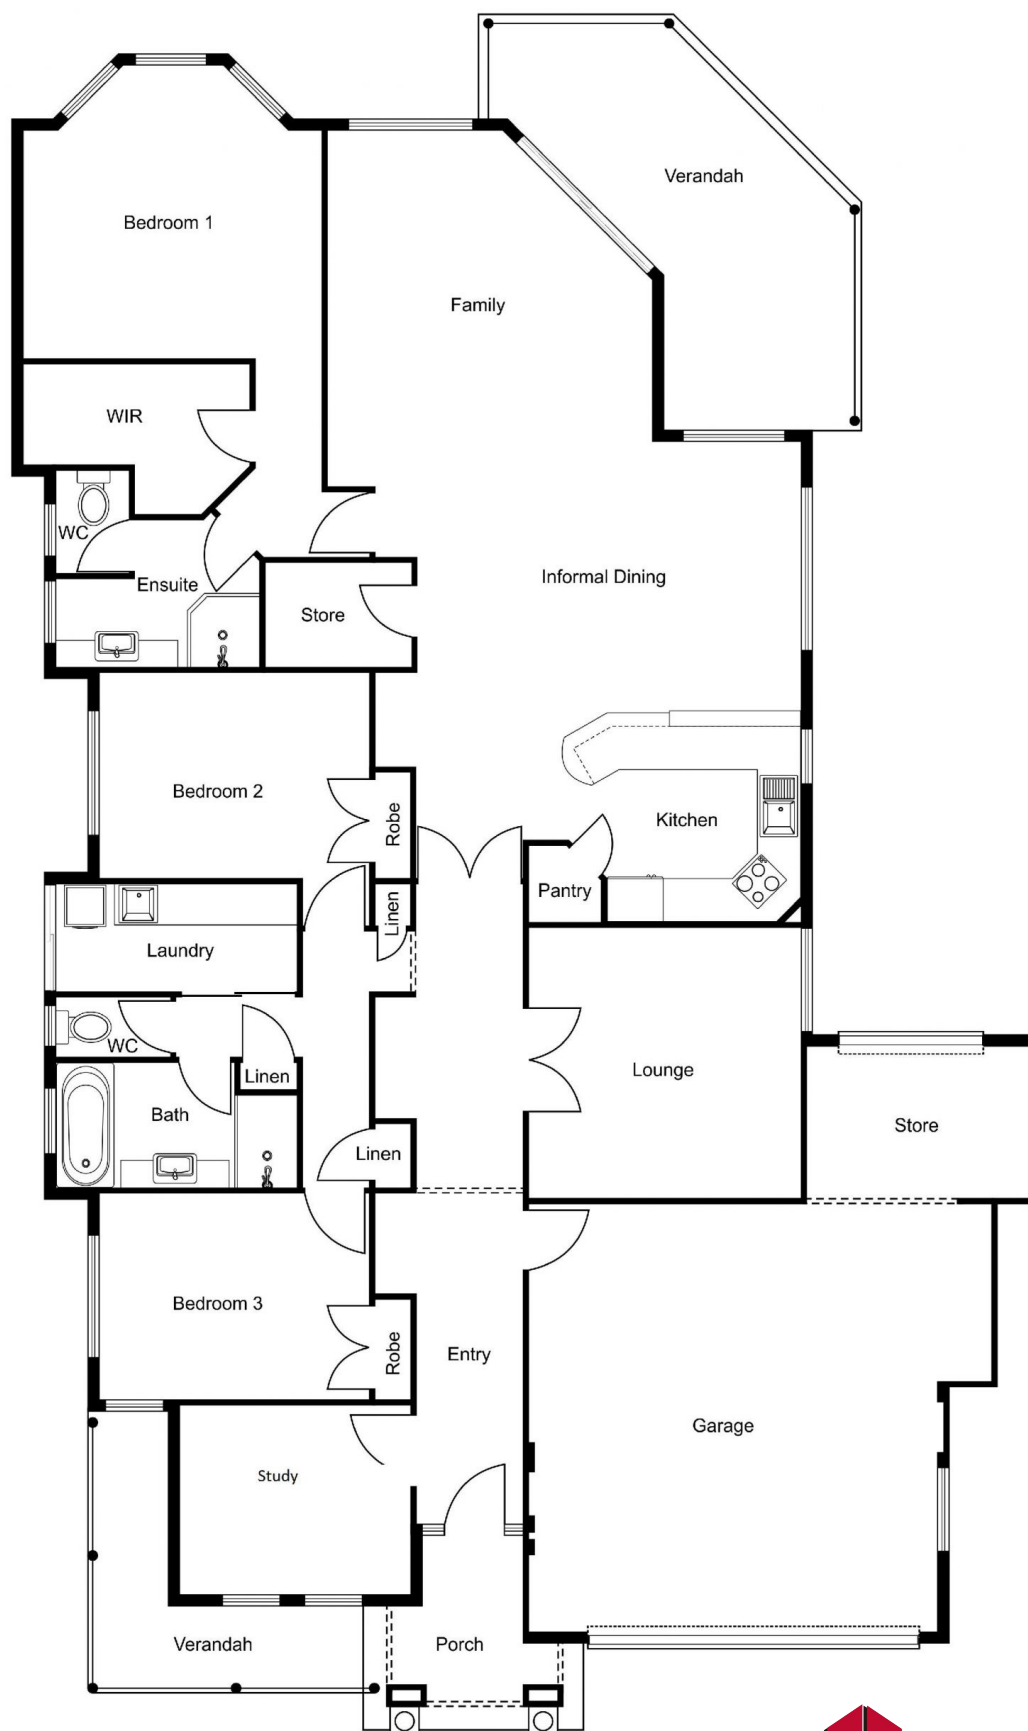 Verandah
Bedroom 1
Family
WIR
WC
Ensuite
Informal Dining
Store
Bedroom 2
Robe
Kitchen
Pantry
Linen
Laundry
WC
Linen
Lounge
Bath
Store
Linen
Bedroom 3
Robe
Entry
Garage
Study
Verandah
Porch